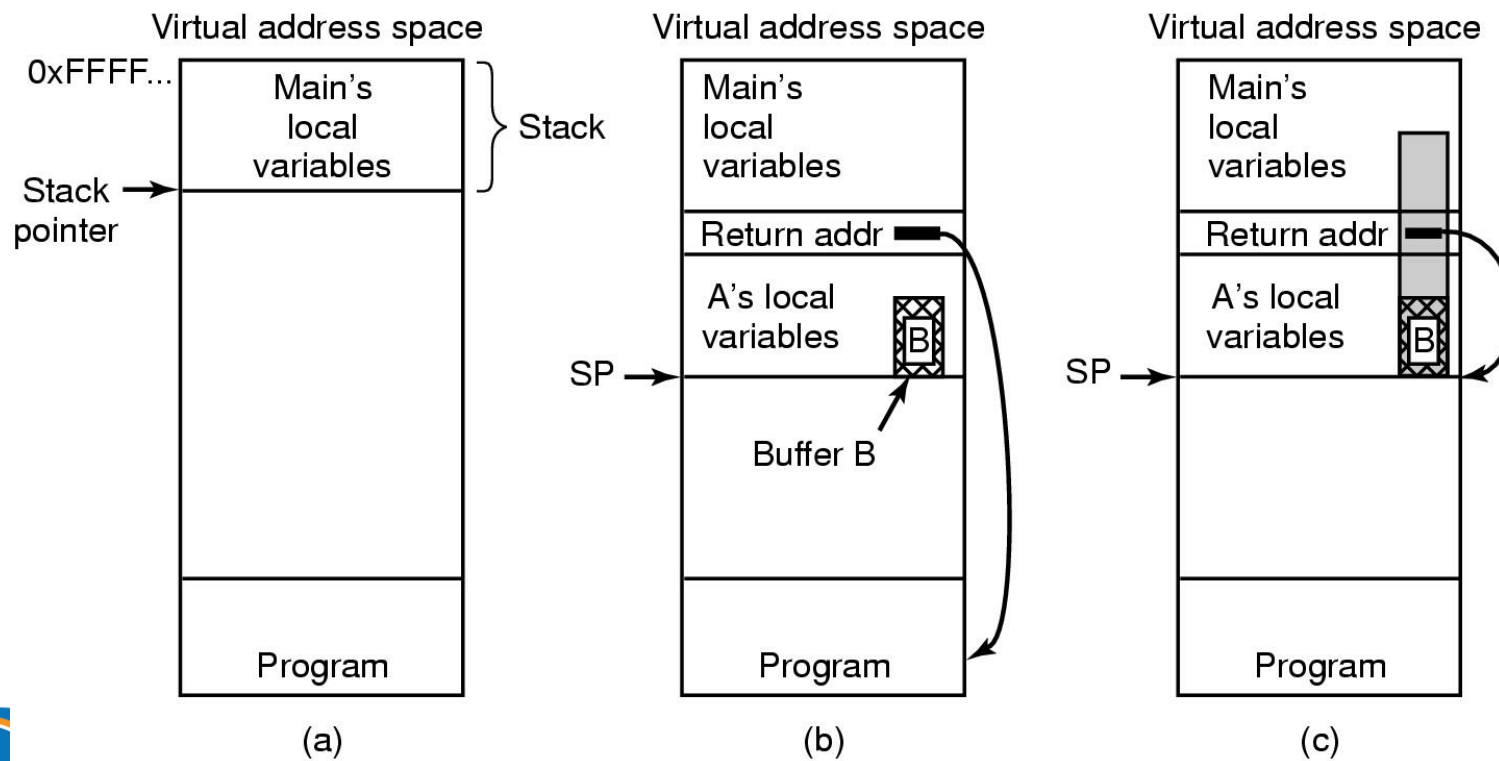 Virtual address space
0xFFFF...
Main's
local
variables
Stack
Stack
pointer
Program
(a)
Virtual address space
Main's
local
variables
Return addr
A's local
variables
B
SP
Buffer B
Program
(b)
Virtual address space
Main's
local
variables
Return addr
A's local
variables
B
SP
Program
(c)